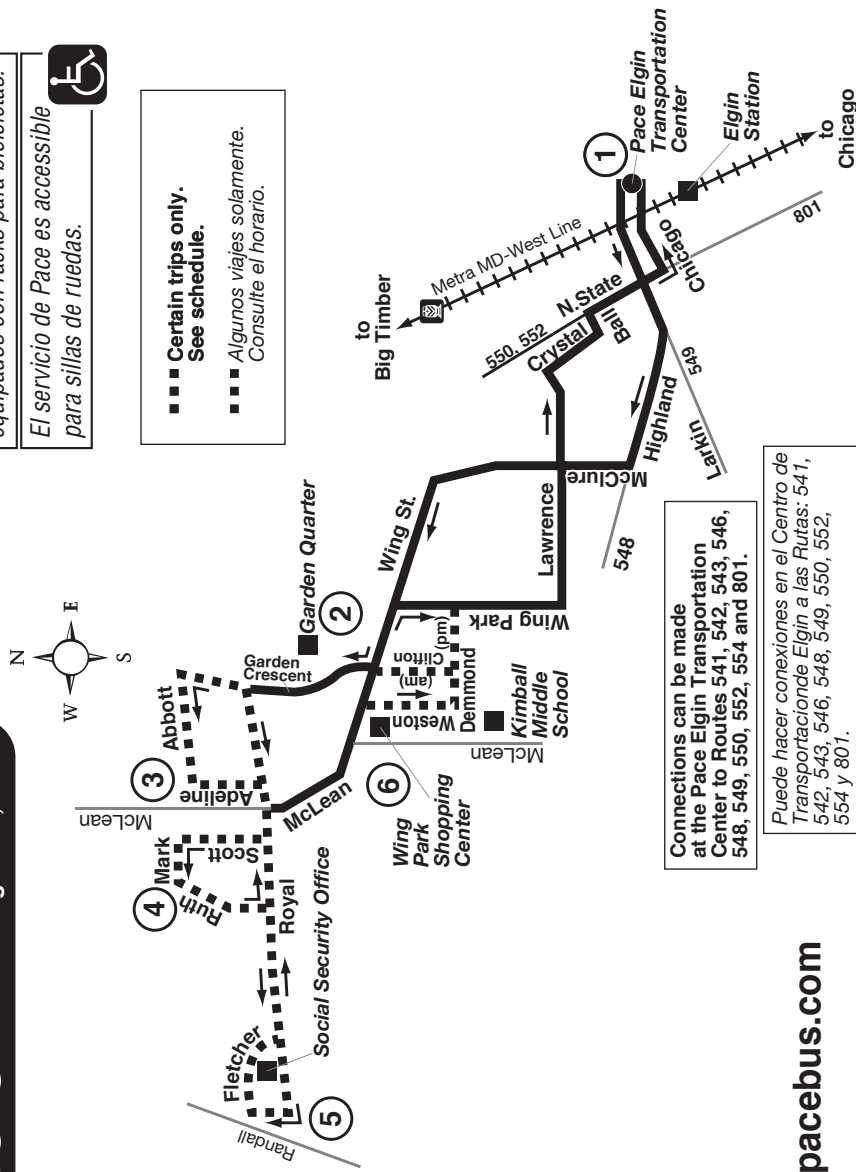 El servicio de Pace es accessible
para sillas de ruedas.
Certain trips only.
See schedule.
Algunos viajes solamente.
Consulte el horario.
N
W
E
S
to
Big Timber
Metra MD-West Line
1
Pace Elgin
Transportation
Center
Elgin
Station
to
Chicago
801
Chicago
N.State
Ball
Crystal
550, 552
549
Larkin
Highland
McClure
548
Lawrence
Wing St.
Wing Park
Garden Quarter
2
Garden
Crescent
Clifton
(pm)
(am)
Demmond
Weston
Kimball
Middle
School
McLean
6
Wing
Park
Shopping
Center
McLean
Abbott
3
Adeline
McLean
Mark
Scott
4
Ruth
Royal
Social Security Office
Fletcher
5
Randall
Connections can be made
at the Pace Elgin Transportation
Center to Routes 541, 542, 543, 546,
548, 549, 550, 552, 554 and 801.
Puede hacer conexiones en el Centro de
Transportacionde Elgin a las Rutas: 541,
542, 543, 546, 548, 549, 550, 552,
554 y 801.
pacebus.com